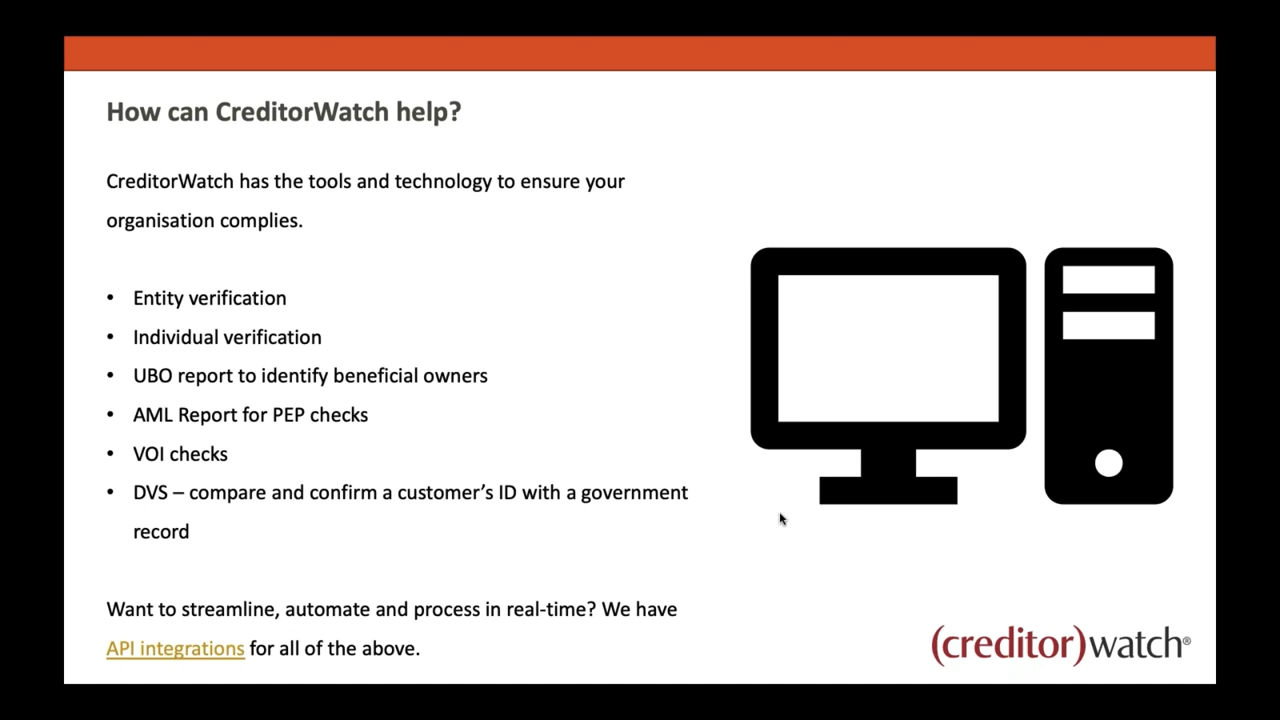 How can CreditorWatch help?
CreditorWatch has the tools and technology to ensure your
organisation complies.
• Entity verification
• Individual verification
• UBO report to identify beneficial owners
• AML Report for PEP checks
• VOI checks
• DVS – compare and confirm a customer’s ID with a government
record
Want to streamline, automate and process in real-time? We have
API integrations for all of the above.
(creditor)watch®